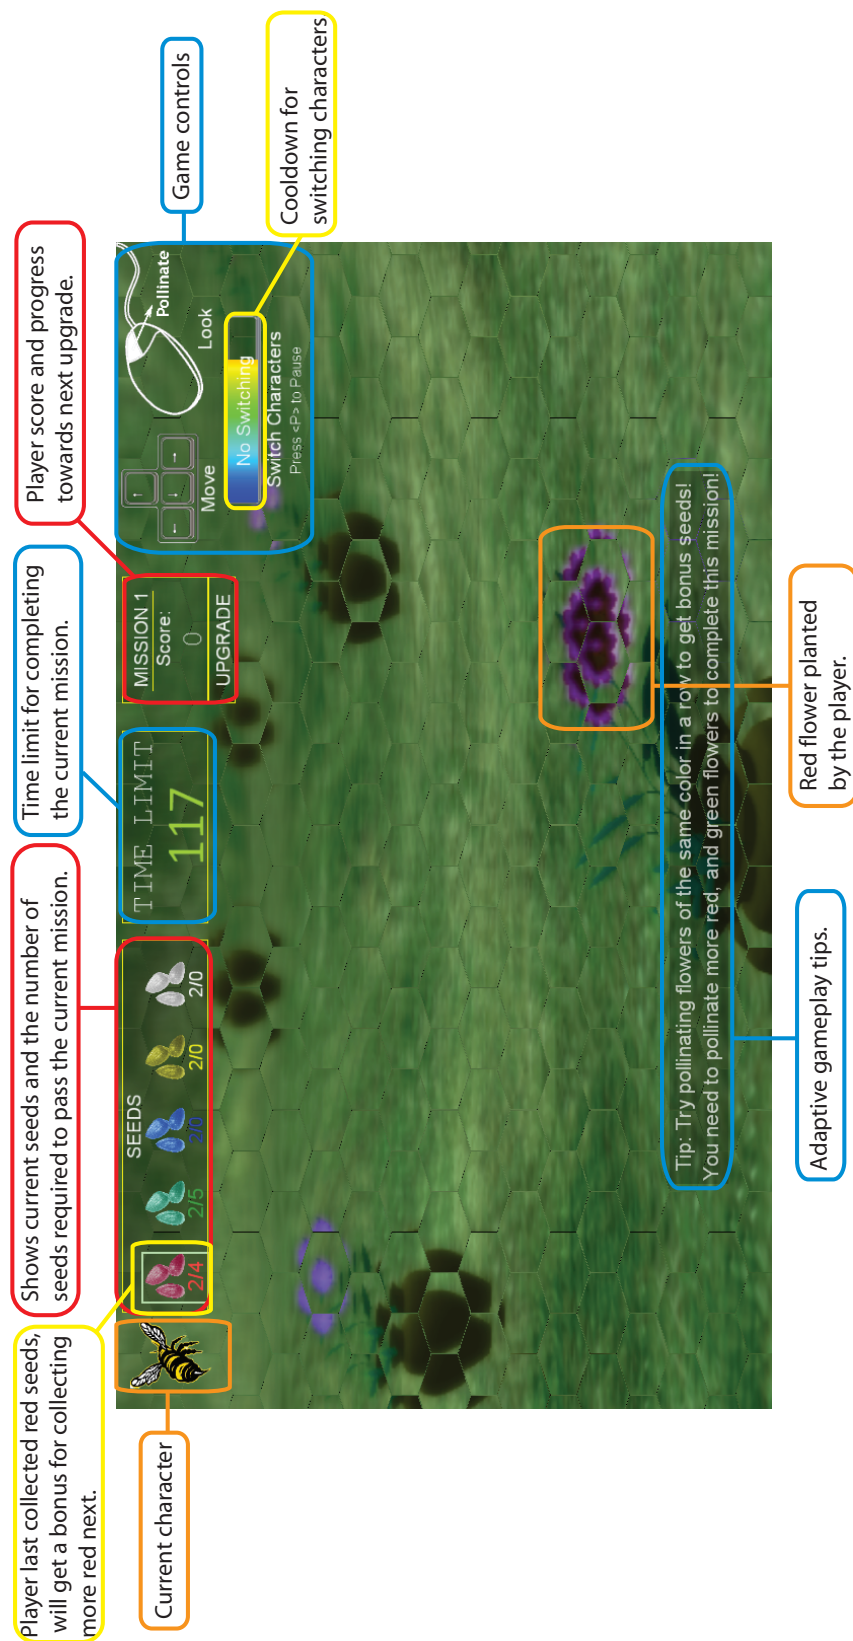 Player last collected red seeds,
will get a bonus for collecting
more red next.
Shows current seeds and the number of
seeds required to pass the current mission.
Time limit for completing
the current mission.
Player score and progress
towards next upgrade.
Game controls
Cooldown for
switching characters
Current character
SEEDS
2/4
2/5
2/0
2/0
2/0
TIME LIMIT
117
MISSION 1
Score:
0
UPGRADE
Move
Pollinate
Look
No Switching
Switch Characters
Press <P> to Pause
Tip: Try pollinating flowers of the same color in a row to get bonus seeds!
You need to pollinate more red, and green flowers to complete this mission!
Adaptive gameplay tips.
Red flower planted
by the player.